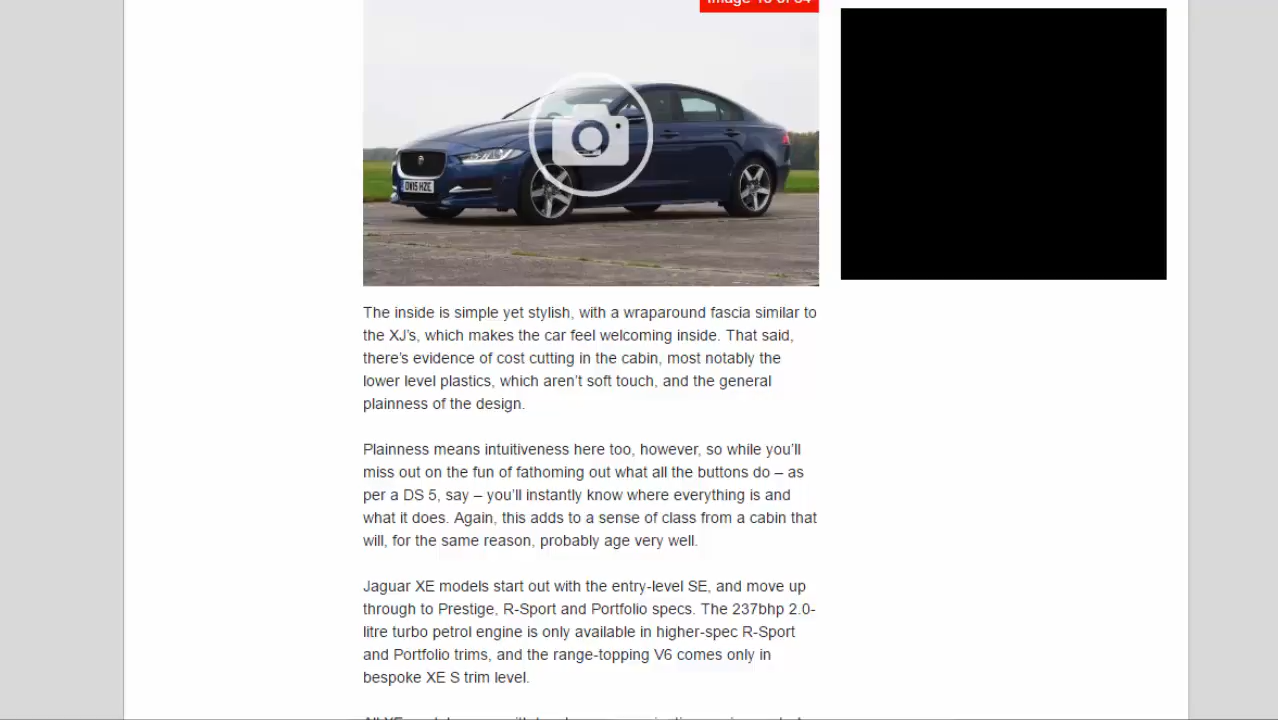 The inside is simple yet stylish, with a wraparound fascia similar to
the XJ’s, which makes the car feel welcoming inside. That said,
there’s evidence of cost cutting in the cabin, most notably the
lower level plastics, which aren’t soft touch, and the general
plainness of the design.
Plainness means intuitiveness here too, however, so while you’ll
miss out on the fun of fathoming out what all the buttons do – as
per a DS 5, say – you’ll instantly know where everything is and
what it does. Again, this adds to a sense of class from a cabin that
will, for the same reason, probably age very well.
Jaguar XE models start out with the entry-level SE, and move up
through to Prestige, R-Sport and Portfolio specs. The 237bhp 2.0-
litre turbo petrol engine is only available in higher-spec R-Sport
and Portfolio trims, and the range-topping V6 comes only in
bespoke XE S trim level.